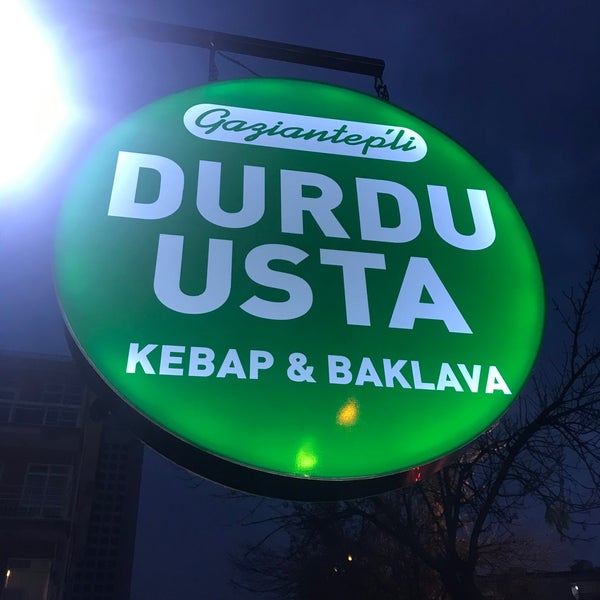 Gaziantep'li
DURDU
USTA
KEBAP & BAKLAVA